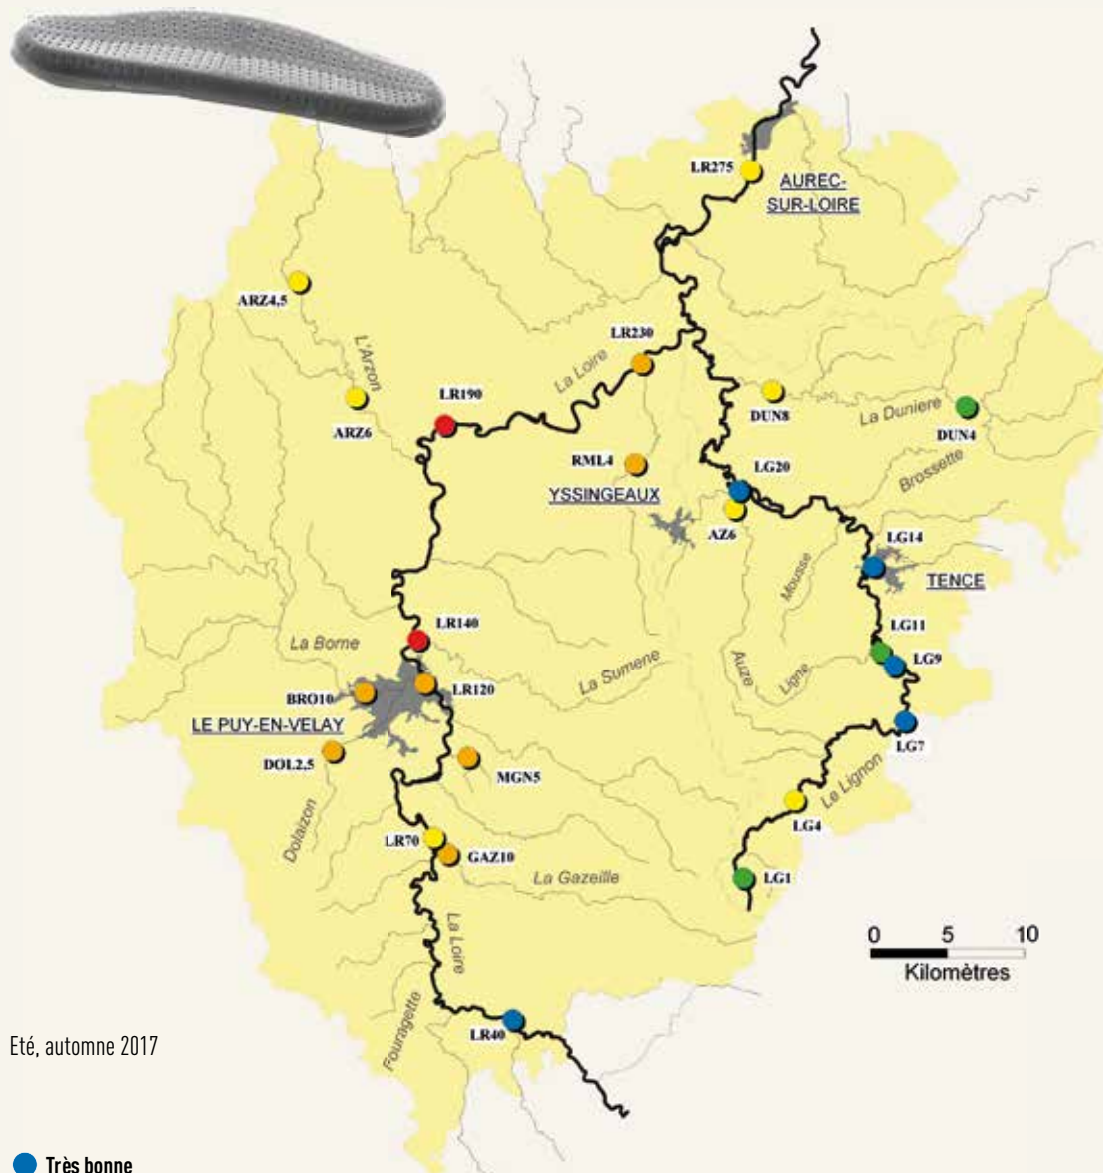 LR275
AUREC-
SUR-LOIRE
ARZ4,5
L'Arzon
LR230
La Loire
LR190
ARZ6
DUN8
La Duniere
DUN4
RML4
LG20
Brossette
YSSINGEAUX
AZ6
LG14
Mousse
TENCE
LR140
LG11
La Borne
La Sumene
Auze
Ligne
LG9
BRO10
LR120
LE PUY-EN-VELAY
LG7
DOL2,5
MGN5
Le Lignon
LG4
Dolaizon
LR70
GAZ10
La Gazeille
LG1
La Loire
0 5 10
Kilomètres
Fouragette
LR40
Eté, automne 2017
Très bonne